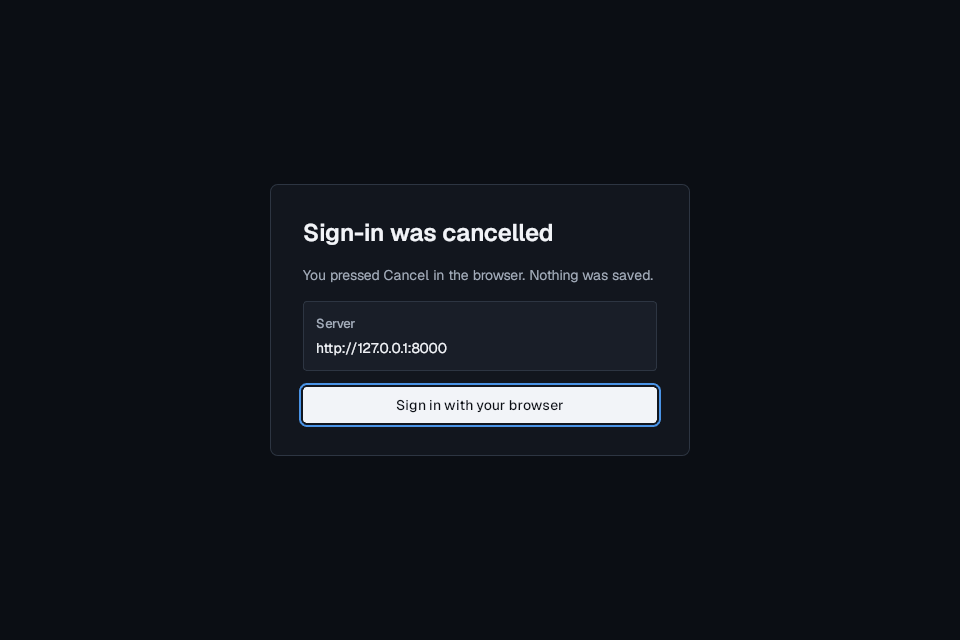 Sign-in was cancelled
You pressed Cancel in the browser. Nothing was saved.
Server
http://127.0.0.1:8000
Sign in with your browser